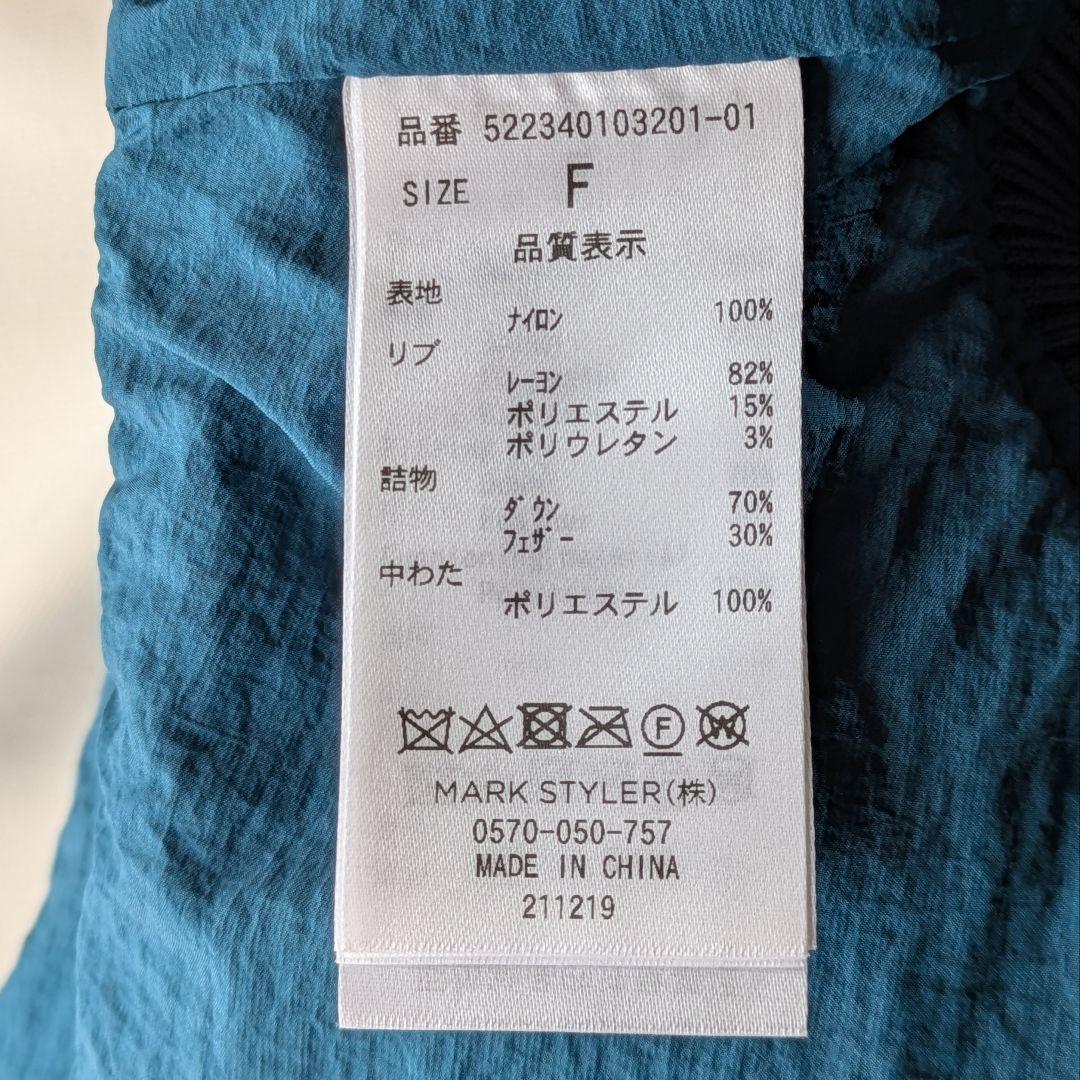 品番 522340103201-01
SIZE F
品質表示
表地
ナイロン 100%
リブ
レーヨン 82%
ポリエステル 15%
ポリウレタン 3%
詰物
ダウン 70%
フェザー 30%
中わた
ポリエステル 100%
F W
MARK STYLER(株)
0570-050-757
MADE IN CHINA
211219